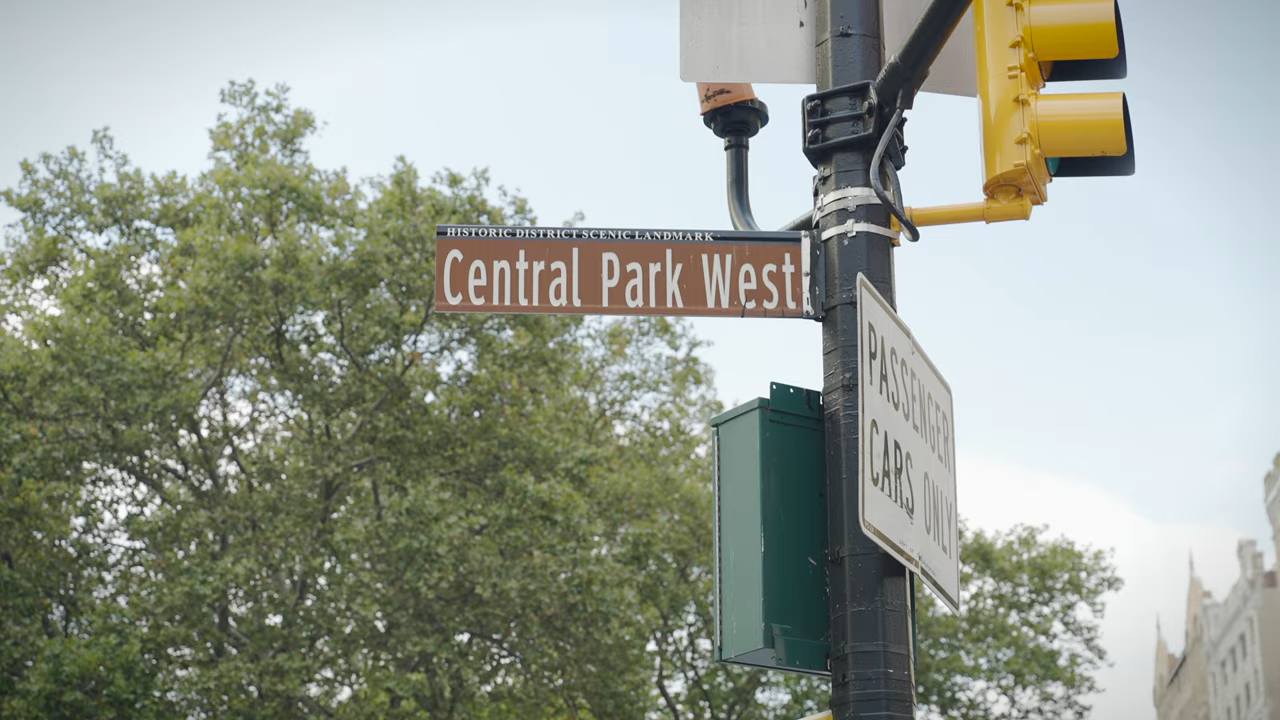 HISTORIC DISTRICT SCENIC LANDMARK
Central Park West
PASSENGER
CARS ONLY